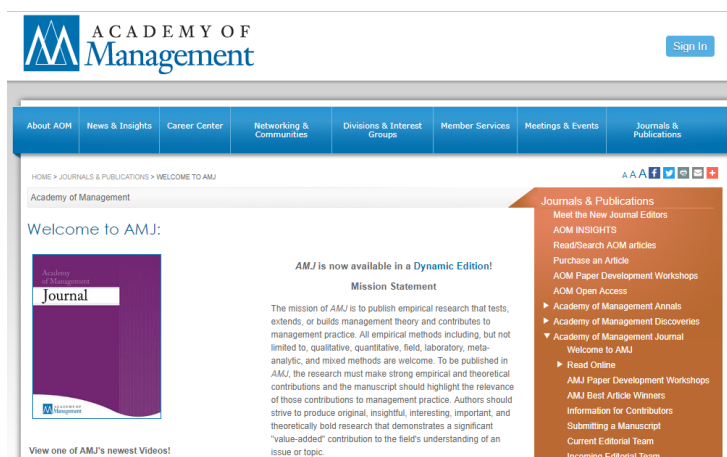 ACADEMY OF
Management
Sign In
About AOM
News & Insights
Career Center
Networking &
Communities
Divisions & Interest
Groups
Member Services
Meetings & Events
Journals &
Publications
HOME > JOURNALS & PUBLICATIONS > WELCOME TO AMJ
A A A
Academy of Management
Welcome to AMJ:
Academy
of Management
Journal
ACADEMY OF
Management
View one of AMJ's newest Videos!
AMJ is now available in a Dynamic Edition!
Mission Statement
The mission of AMJ is to publish empirical research that tests,
extends, or builds management theory and contributes to
management practice. All empirical methods including, but not
limited to, qualitative, quantitative, field, laboratory, meta-
analytic, and mixed methods are welcome. To be published in
AMJ, the research must make strong empirical and theoretical
contributions and the manuscript should highlight the relevance
of those contributions to management practice. Authors should
strive to produce original, insightful, interesting, important, and
theoretically bold research that demonstrates a significant
"value-added" contribution to the field's understanding of an
issue or topic.
Journals & Publications
Meet the New Journal Editors
AOM INSIGHTS
Read/Search AOM articles
Purchase an Article
AOM Paper Development Workshops
AOM Open Access
Academy of Management Annals
Academy of Management Discoveries
Academy of Management Journal
Welcome to AMJ
Read Online
AMJ Paper Development Workshops
AMJ Best Article Winners
Information for Contributors
Submitting a Manuscript
Current Editorial Team
Incoming Editorial Team